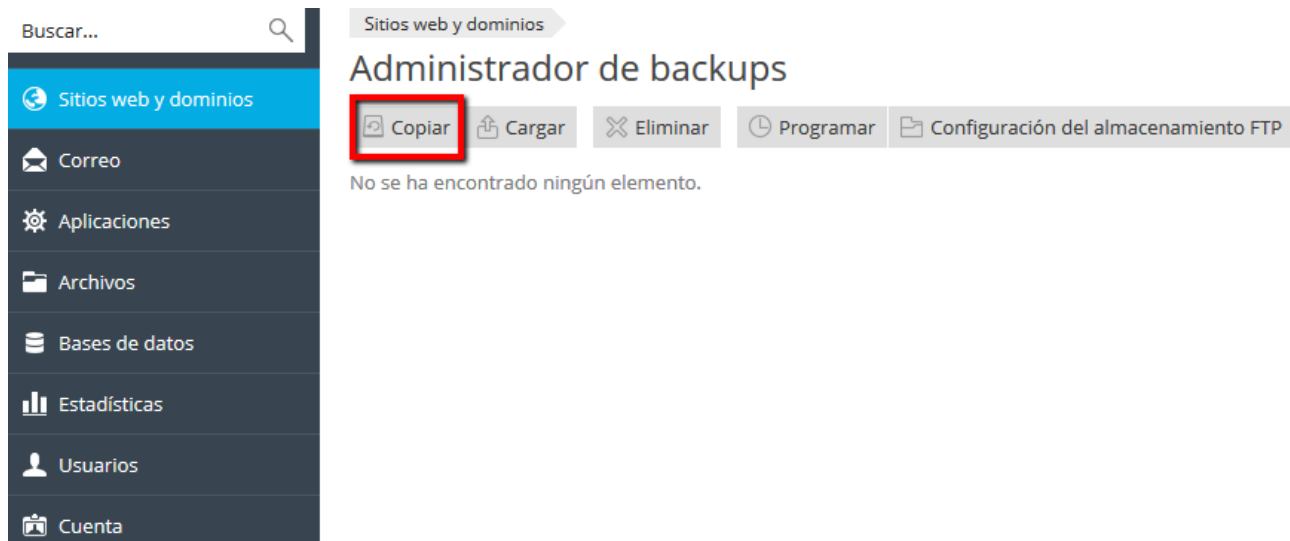 Buscar...
Sitios web y dominios
Correo
Aplicaciones
Archivos
Bases de datos
Estadísticas
Usuarios
Cuenta
Sitios web y dominios
Administrador de backups
Copiar Cargar Eliminar Programar Configuración del almacenamiento FTP
No se ha encontrado ningún elemento.